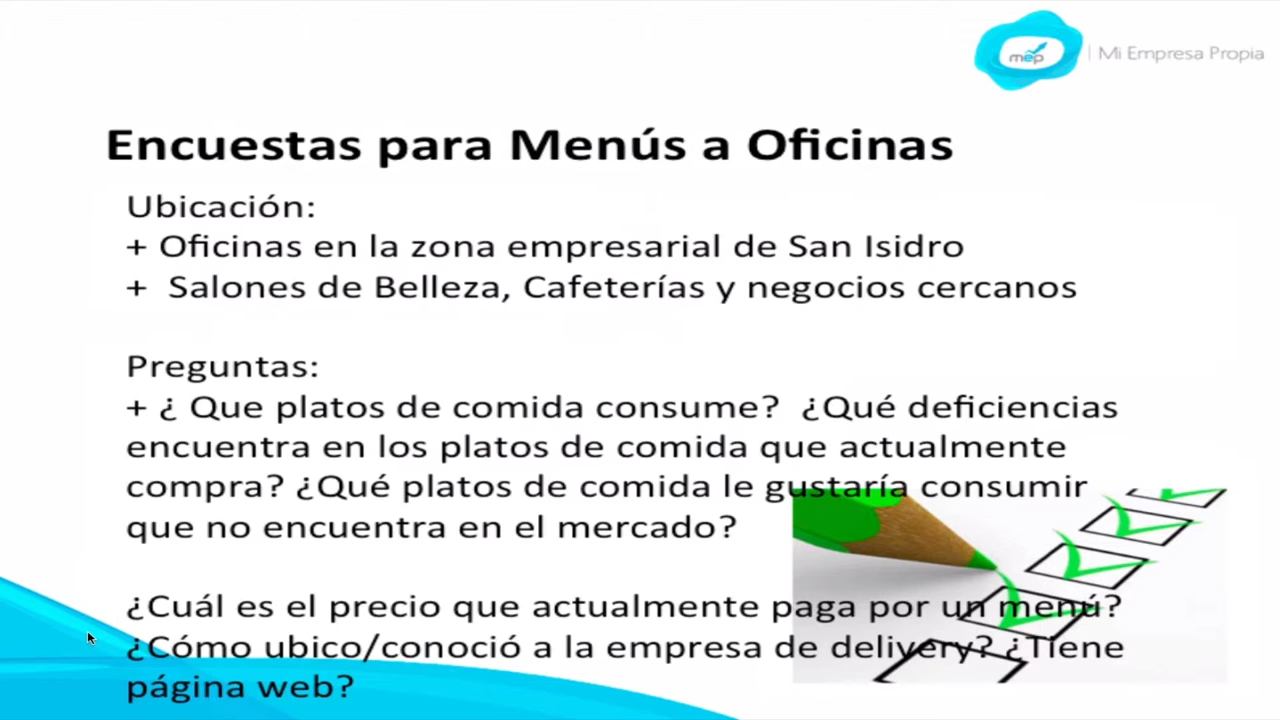 mep | Mi Empresa Propia
Encuestas para Menús a Oficinas
Ubicación:
+ Oficinas en la zona empresarial de San Isidro
+ Salones de Belleza, Cafeterías y negocios cercanos
Preguntas:
+ ¿ Que platos de comida consume? ¿Qué deficiencias
encuentra en los platos de comida que actualmente
compra? ¿Qué platos de comida le gustaría consumir
que no encuentra en el mercado?
¿Cuál es el precio que actualmente paga por un menú?
¿Cómo ubico/conoció a la empresa de delivery? ¿Tiene
página web?